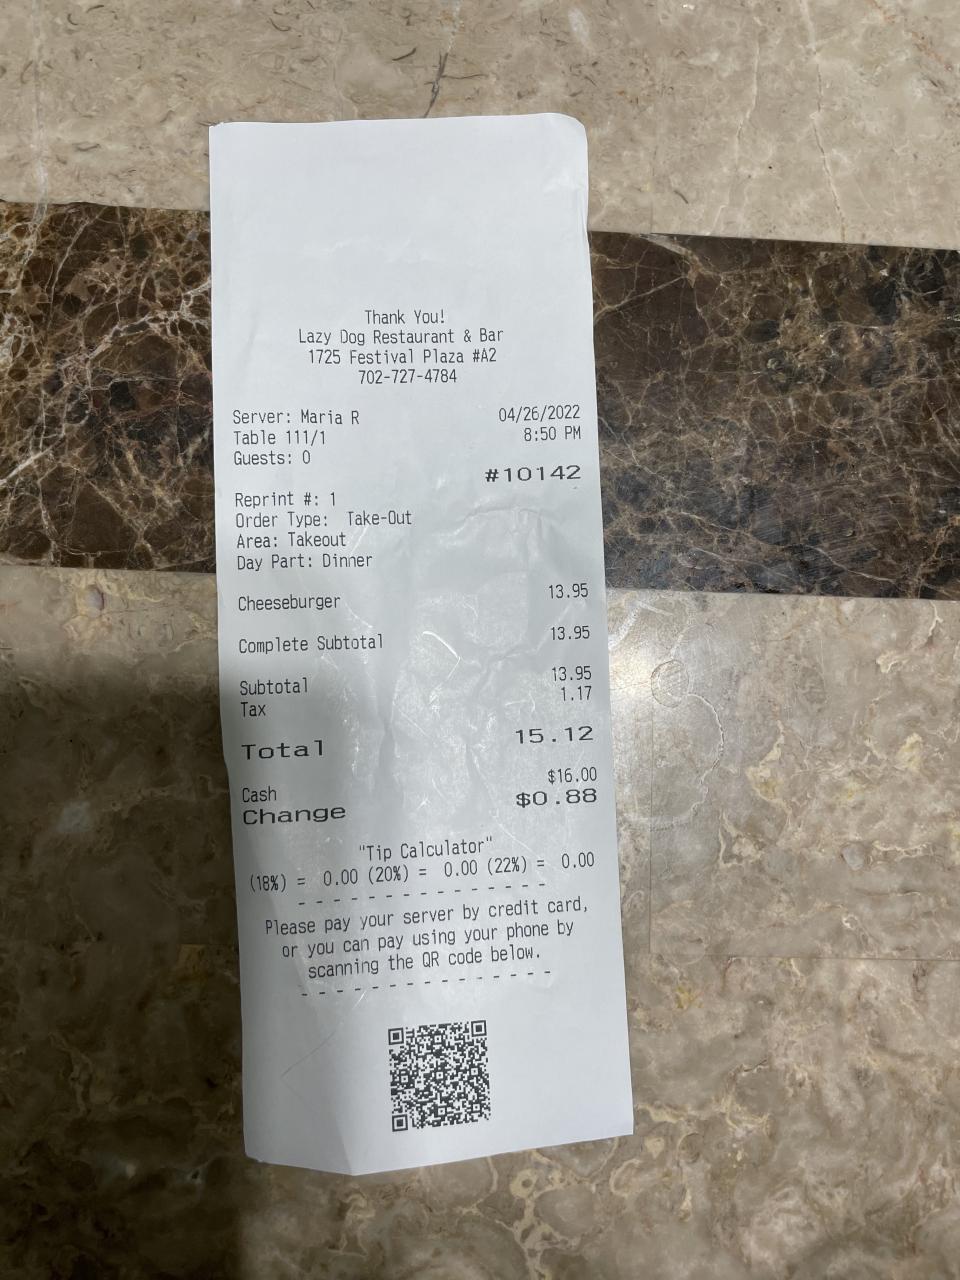 Thank You!
Lazy Dog Restaurant & Bar
1725 Festival Plaza #A2
702-727-4784
Server: Maria R 04/26/2022
Table 111/1 8:50 PM
Guests: 0
#10142
Reprint #: 1
Order Type: Take-Out
Area: Takeout
Day Part: Dinner
Cheeseburger 13.95
Complete Subtotal 13.95
Subtotal 13.95
Tax 1.17
Total 15.12
Cash $16.00
Change $0.88
"Tip Calculator"
(18%) = 0.00 (20%) = 0.00 (22%) = 0.00
- - - - - - - - - - - - - - -
Please pay your server by credit card,
or you can pay using your phone by
scanning the QR code below.
- - - - - - - - - - - - - - -